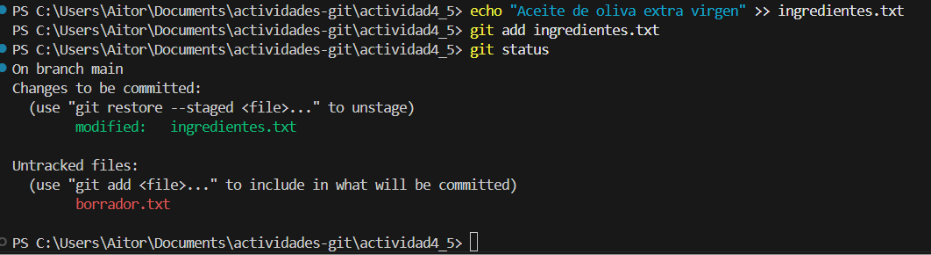 PS C:\Users\Aitor\Documents\actividades-git\actividad4_5> echo "Aceite de oliva extra virgen" >> ingredientes.txt
PS C:\Users\Aitor\Documents\actividades-git\actividad4_5> git add ingredientes.txt
PS C:\Users\Aitor\Documents\actividades-git\actividad4_5> git status
On branch main
Changes to be committed:
  (use "git restore --staged <file>..." to unstage)
        modified:   ingredientes.txt

Untracked files:
  (use "git add <file>..." to include in what will be committed)
        borrador.txt

PS C:\Users\Aitor\Documents\actividades-git\actividad4_5>